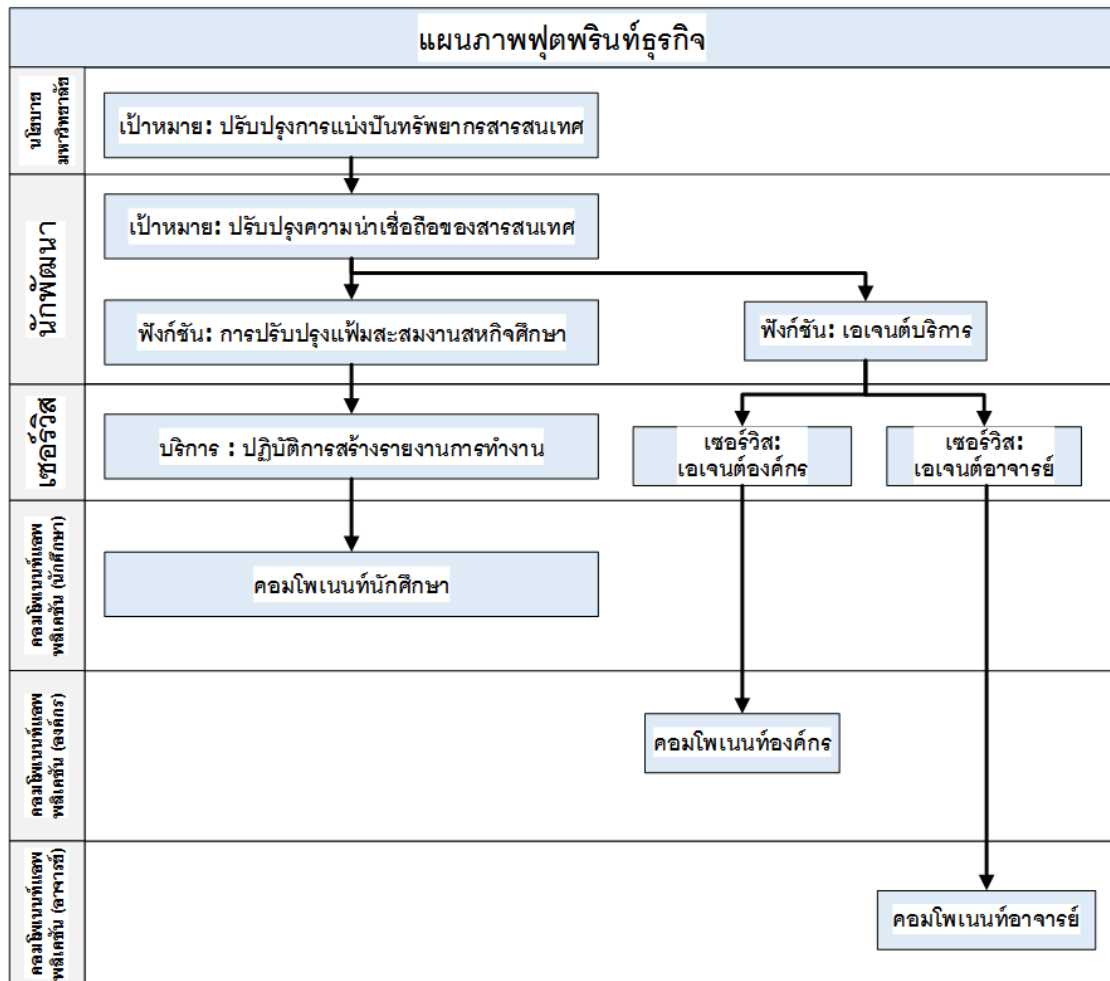 แผนภาพฟุตพรินท์ธุรกิจ
นโยบาย
มหาวิทยาลัย
เป้าหมาย: ปรับปรุงการแบ่งปันทรัพยากรสารสนเทศ
นักพัฒนา
เป้าหมาย: ปรับปรุงความน่าเชื่อถือของสารสนเทศ
ฟังก์ชัน: การปรับปรุงแฟ้มสะสมงานสหกิจศึกษา
ฟังก์ชัน: เอเจนต์บริการ
เซอร์วิส
บริการ : ปฏิบัติการสร้างรายงานการทำงาน
เซอร์วิส:
เอเจนต์องค์กร
เซอร์วิส:
เอเจนต์อาจารย์
คอมโพเนนท์แอพ
พลิเคชัน (นักศึกษา)
คอมโพเนนท์นักศึกษา
คอมโพเนนท์แอพ
พลิเคชัน (องค์กร)
คอมโพเนนท์องค์กร
คอมโพเนนท์แอพ
พลิเคชัน (อาจารย์)
คอมโพเนนท์อาจารย์